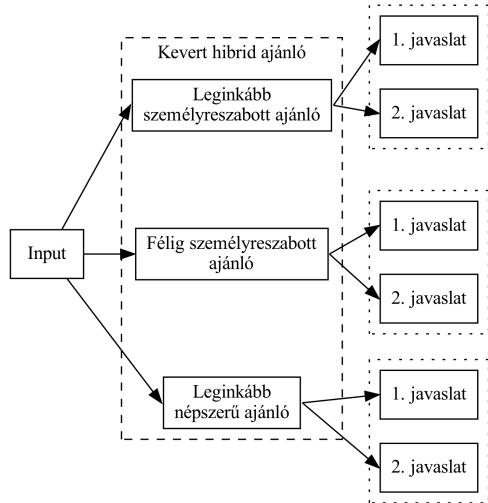 Kevert hibrid ajánló
Input
Leginkább
személyreszabott ajánló
1. javaslat
2. javaslat
Félig személyreszabott
ajánló
1. javaslat
2. javaslat
Leginkább
népszerű ajánló
1. javaslat
2. javaslat